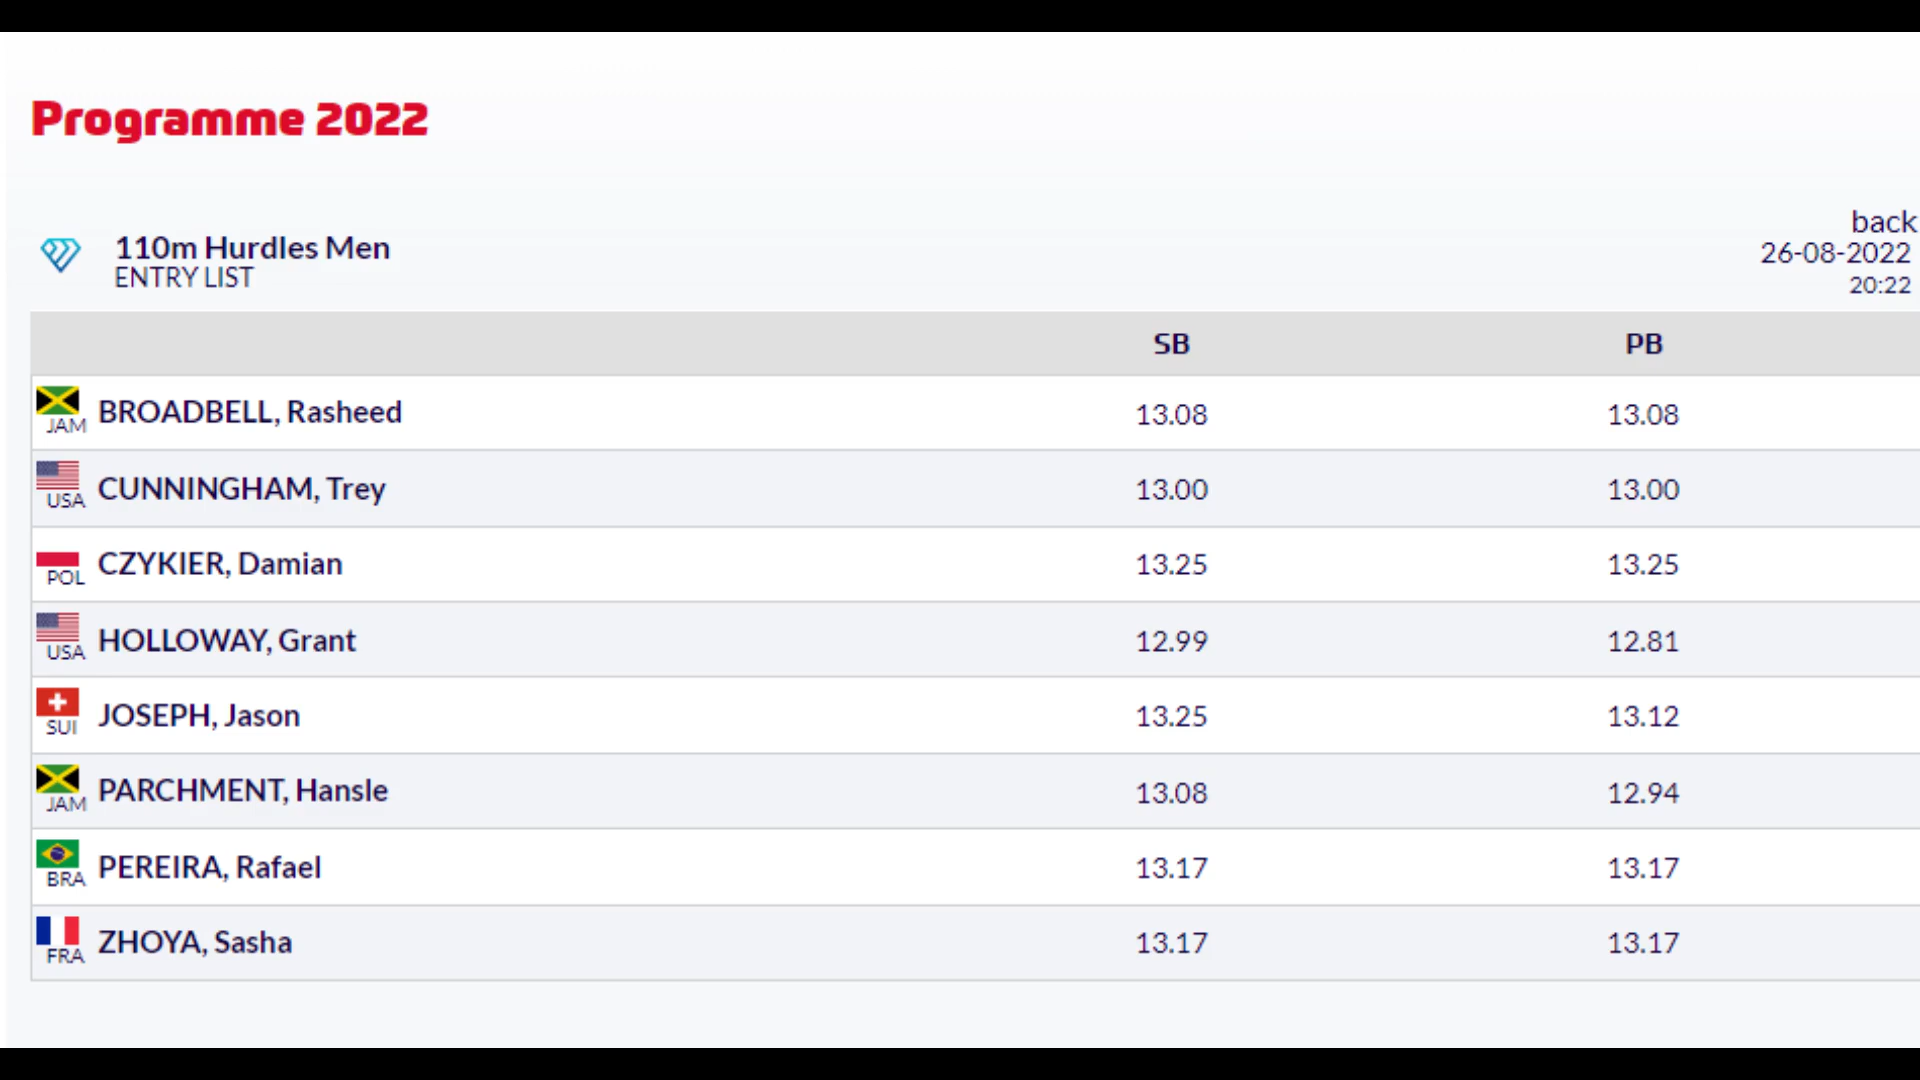 Programme 2022
back
110m Hurdles Men
26-08-2022
ENTRY LIST
20:22
SB PB
JAM BROADBELL, Rasheed 13.08 13.08
USA CUNNINGHAM, Trey 13.00 13.00
POL CZYKIER, Damian 13.25 13.25
USA HOLLOWAY, Grant 12.99 12.81
SUI JOSEPH, Jason 13.25 13.12
JAM PARCHMENT, Hansle 13.08 12.94
BRA PEREIRA, Rafael 13.17 13.17
FRA ZHOYA, Sasha 13.17 13.17